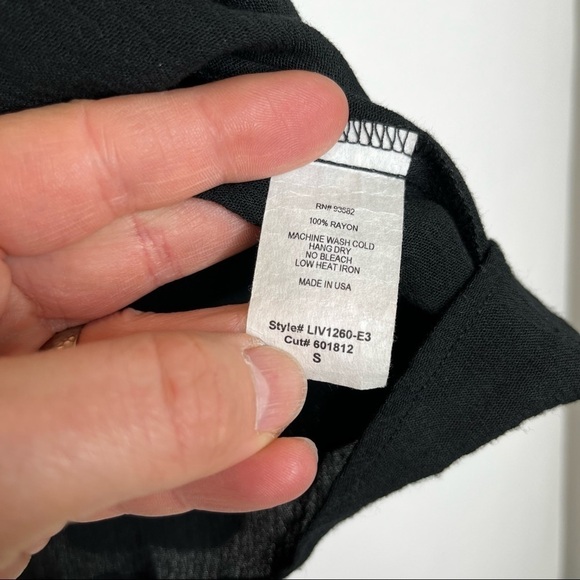 RN# 93582
100% RAYON
MACHINE WASH COLD
HANG DRY
NO BLEACH
LOW HEAT IRON
MADE IN USA
Style# LIV1260-E3
Cut# 601812
S